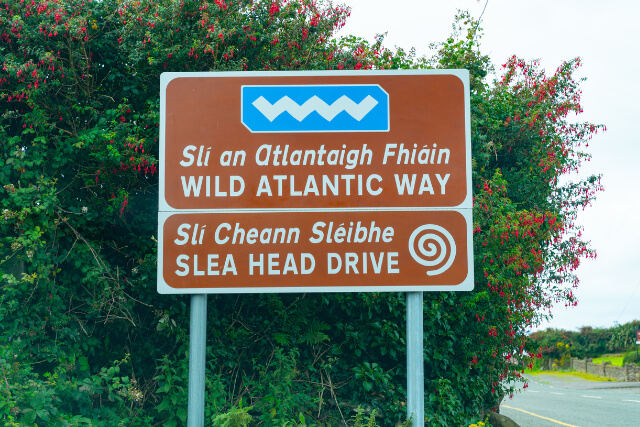 Slí an Atlantaigh Fhiáin
WILD ATLANTIC WAY
Slí Cheann Sléibhe
SLEA HEAD DRIVE